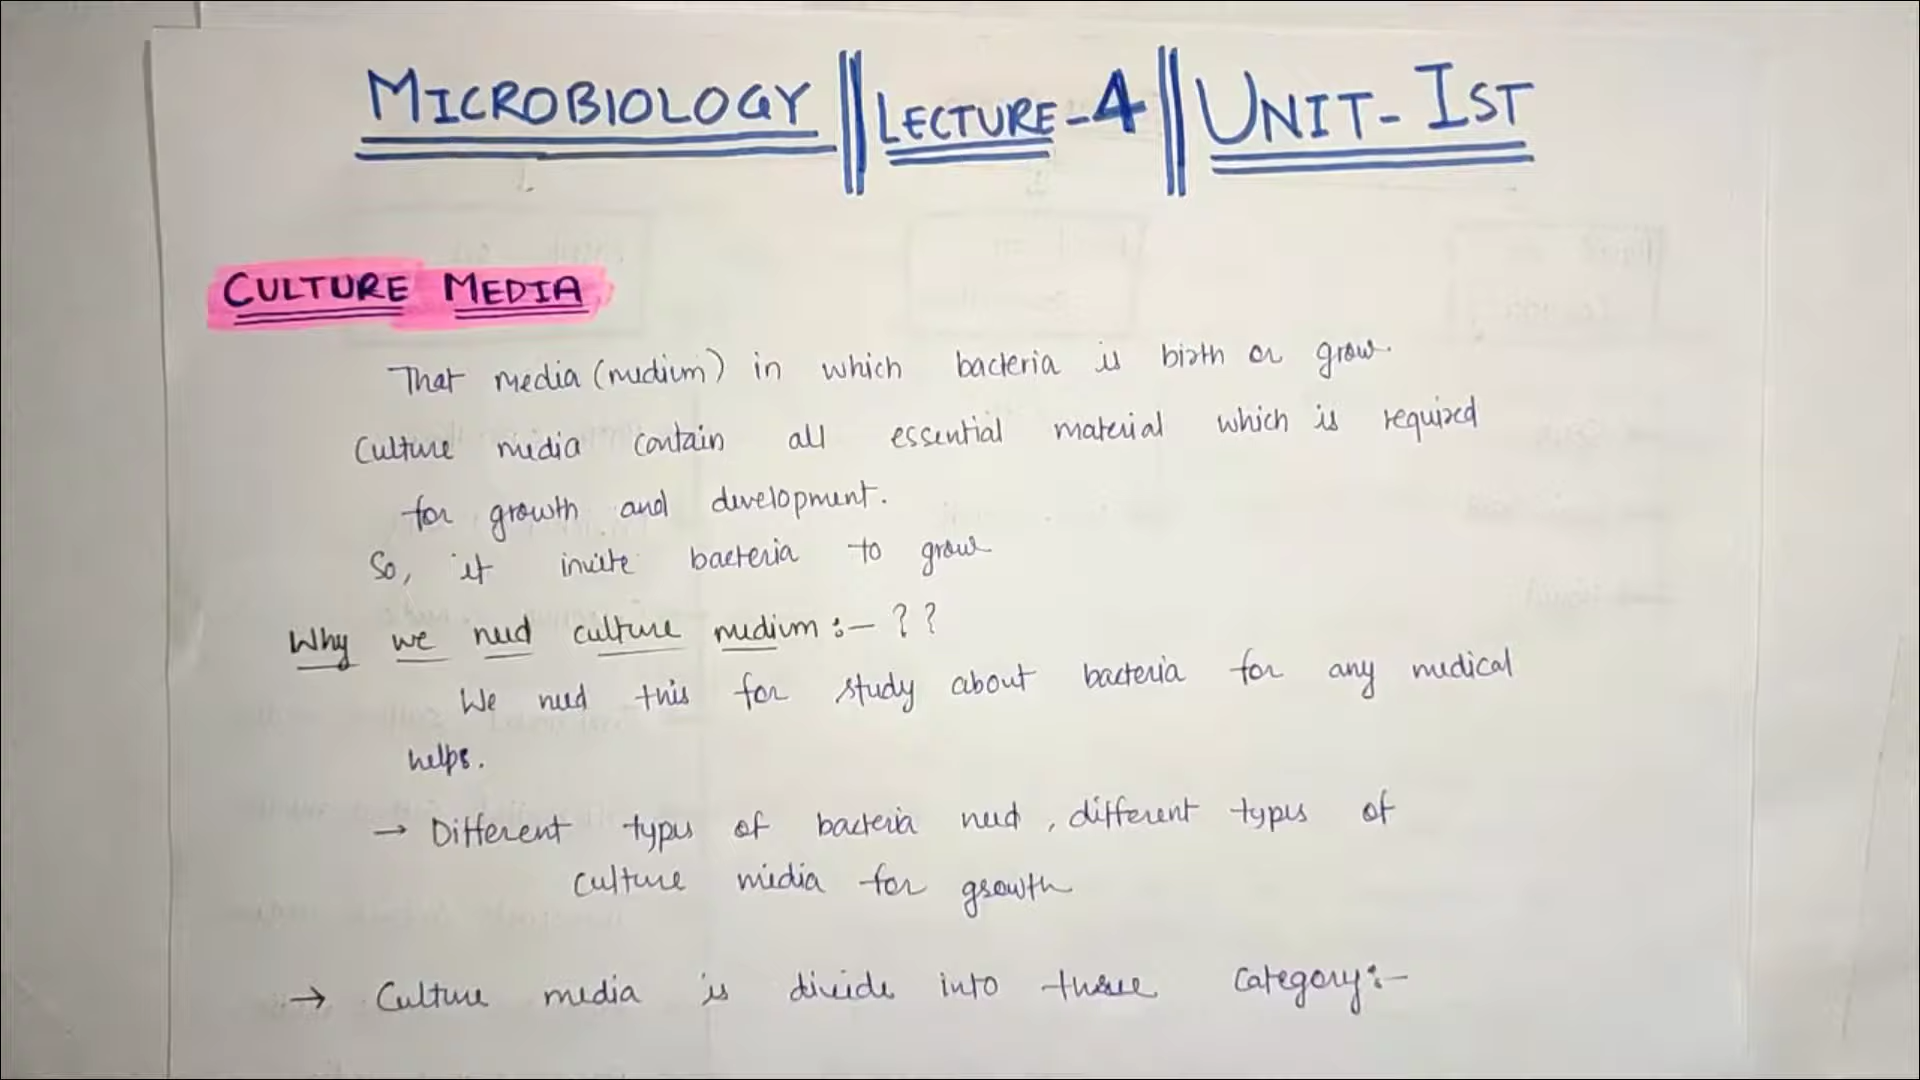 MICROBIOLOGY || LECTURE-4 || UNIT-IST
CULTURE MEDIA
That media (medium) in which bacteria is birth or grow.
Culture media contain all essential material which is required
for growth and development.
So, it invite bacteria to grow
Why we need culture medium :- ??
We need this for study about bacteria for any medical
helps.
→ Different types of bacteria need, different types of
culture media for growth
→ Culture media is divide into three category:-